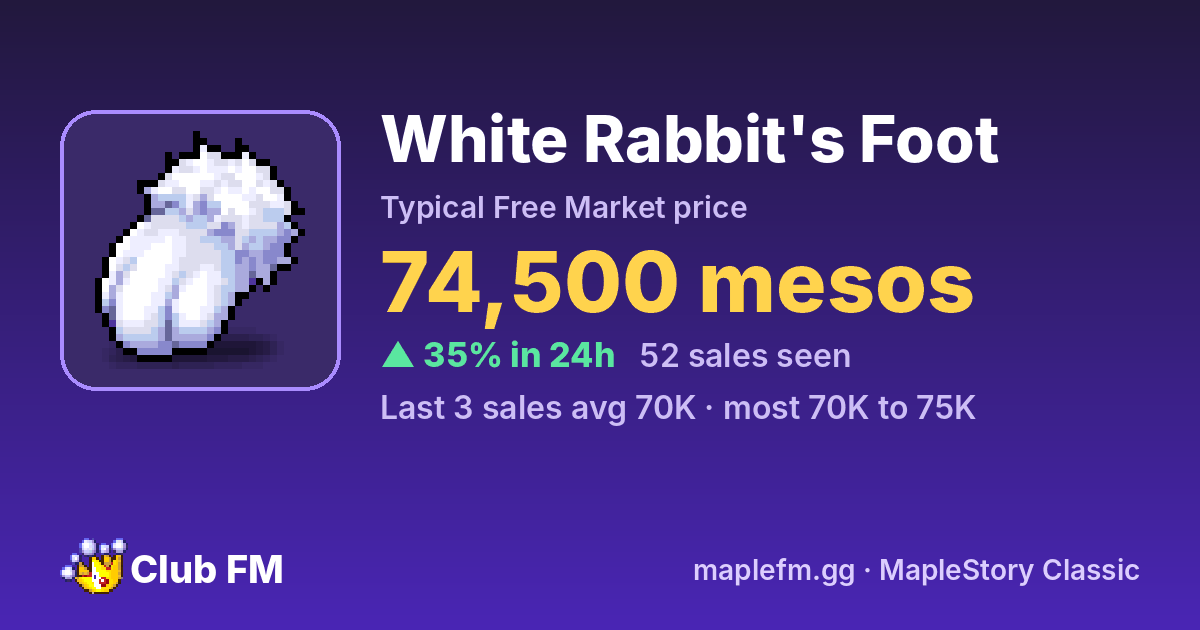 White Rabbit's Foot
Typical Free Market price
74,500 mesos
▲ 35% in 24h 52 sales seen
Last 3 sales avg 70K · most 70K to 75K
Club FM
maplefm.gg · MapleStory Classic